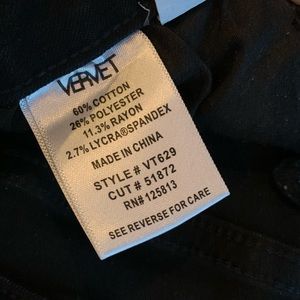 VERVET
60% COTTON
26% POLYESTER
11.3% RAYON
2.7% LYCRA®SPANDEX
MADE IN CHINA
STYLE # VT629
CUT # 51872
RN# 125813
SEE REVERSE FOR CARE